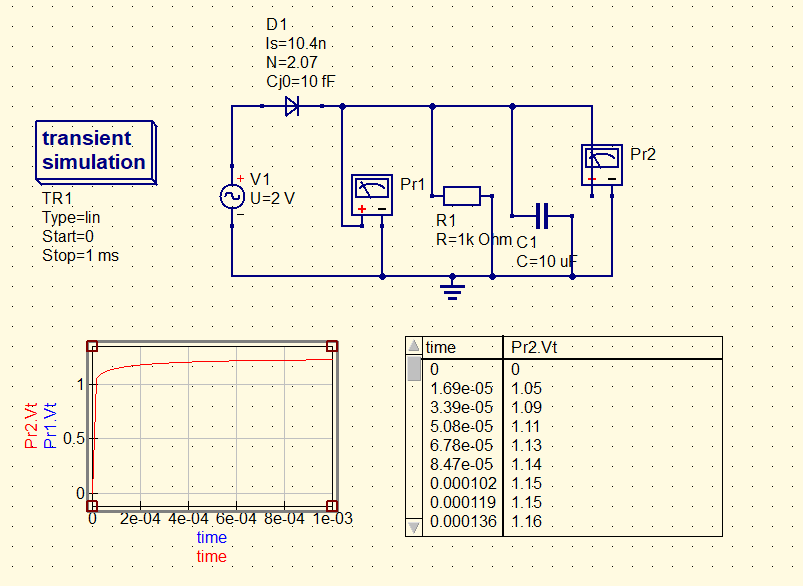 D1
Is=10.4n
N=2.07
Cj0=10 fF
transient
simulation
TR1
Type=lin
Start=0
Stop=1 ms
+
V1
U=2 V
−
Pr1
+ −
R1
R=1k Ohm
C1
C=10 uF
Pr2
+ −
Pr2.Vt
Pr1.Vt
1
0.5
0
0 2e-04 4e-04 6e-04 8e-04 1e-03
time
time
time Pr2.Vt
0 0
1.69e-05 1.05
3.39e-05 1.09
5.08e-05 1.11
6.78e-05 1.13
8.47e-05 1.14
0.000102 1.15
0.000119 1.15
0.000136 1.16